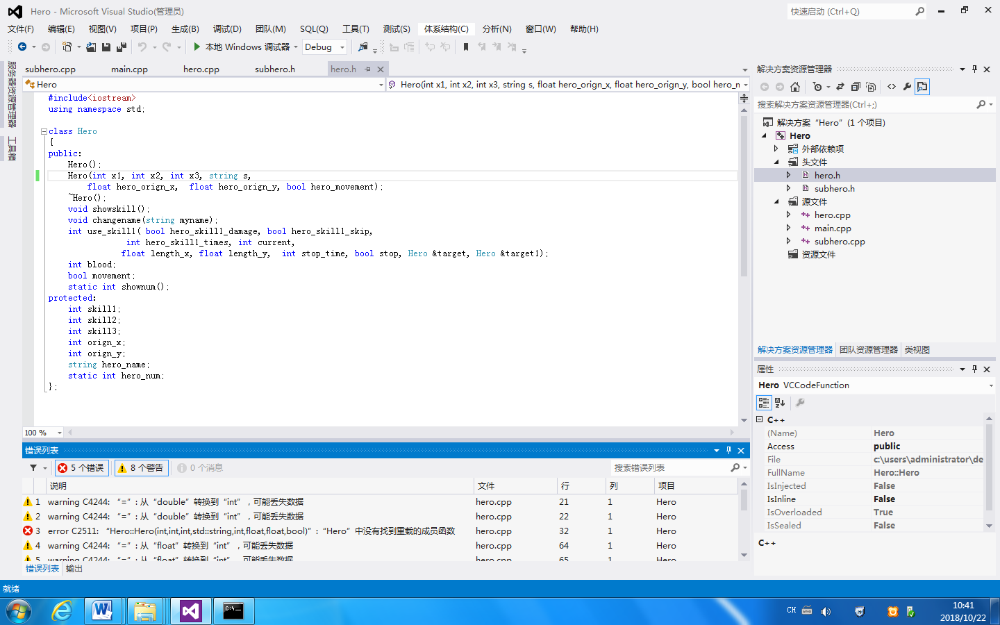 Hero - Microsoft Visual Studio(管理员)
快速启动 (Ctrl+Q)
文件(F) 编辑(E) 视图(V) 项目(P) 生成(B) 调试(D) 团队(M) SQL(Q) 工具(T) 测试(S) 体系结构(C) 分析(N) 窗口(W) 帮助(H)
本地 Windows 调试器 Debug
服务器资源管理器
工具箱
subhero.cpp main.cpp hero.cpp subhero.h hero.h
Hero Hero(int x1, int x2, int x3, string s, float hero_orign_x, float hero_orign_y, bool hero_n
#include<iostream>
using namespace std;
class Hero
{
public:
Hero();
Hero(int x1, int x2, int x3, string s,
float hero_orign_x, float hero_orign_y, bool hero_movement);
~Hero();
void showskill();
void changename(string myname);
int use_skill1( bool hero_skill1_damage, bool hero_skill1_skip,
int hero_skill1_times, int current,
float length_x, float length_y, int stop_time, bool stop, Hero &target, Hero &target1);
int blood;
bool movement;
static int shownum();
protected:
int skill1;
int skill2;
int skill3;
int orign_x;
int orign_y;
string hero_name;
static int hero_num;
};
100 %
错误列表
5 个错误 8 个警告 0 个消息 搜索错误列表
说明 文件 行 列 项目
1 warning C4244: “=”: 从“double”转换到“int”，可能丢失数据 hero.cpp 21 1 Hero
2 warning C4244: “=”: 从“double”转换到“int”，可能丢失数据 hero.cpp 22 1 Hero
3 error C2511: “Hero::Hero(int,int,int,std::string,int,float,float,bool)”: “Hero”中没有找到重载的成员函数 hero.cpp 32 1 Hero
4 warning C4244: “=”: 从“float”转换到“int”，可能丢失数据 hero.cpp 64 1 Hero
5 warning C4244: “=”: 从“float”转换到“int”，可能丢失数据 hero.cpp 65 1 Hero
错误列表 输出
解决方案资源管理器
搜索解决方案资源管理器(Ctrl+;)
解决方案“Hero”(1 个项目)
Hero
外部依赖项
头文件
hero.h
subhero.h
源文件
hero.cpp
main.cpp
subhero.cpp
资源文件
解决方案资源管理器 团队资源管理器 类视图
属性
Hero VCCodeFunction
C++
(Name) Hero
Access public
File c:\users\administrator\de
FullName Hero::Hero
IsInjected False
IsInline False
IsOverloaded True
IsSealed False
C++
就绪
CH
10:41
2018/10/22